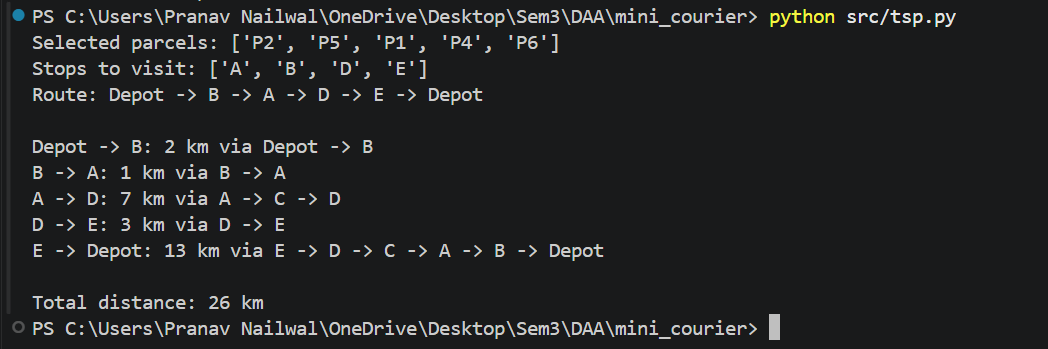 PS C:\Users\Pranav Nailwal\OneDrive\Desktop\Sem3\DAA\mini_courier> python src/tsp.py
Selected parcels: ['P2', 'P5', 'P1', 'P4', 'P6']
Stops to visit: ['A', 'B', 'D', 'E']
Route: Depot -> B -> A -> D -> E -> Depot
Depot -> B: 2 km via Depot -> B
B -> A: 1 km via B -> A
A -> D: 7 km via A -> C -> D
D -> E: 3 km via D -> E
E -> Depot: 13 km via E -> D -> C -> A -> B -> Depot
Total distance: 26 km
PS C:\Users\Pranav Nailwal\OneDrive\Desktop\Sem3\DAA\mini_courier>